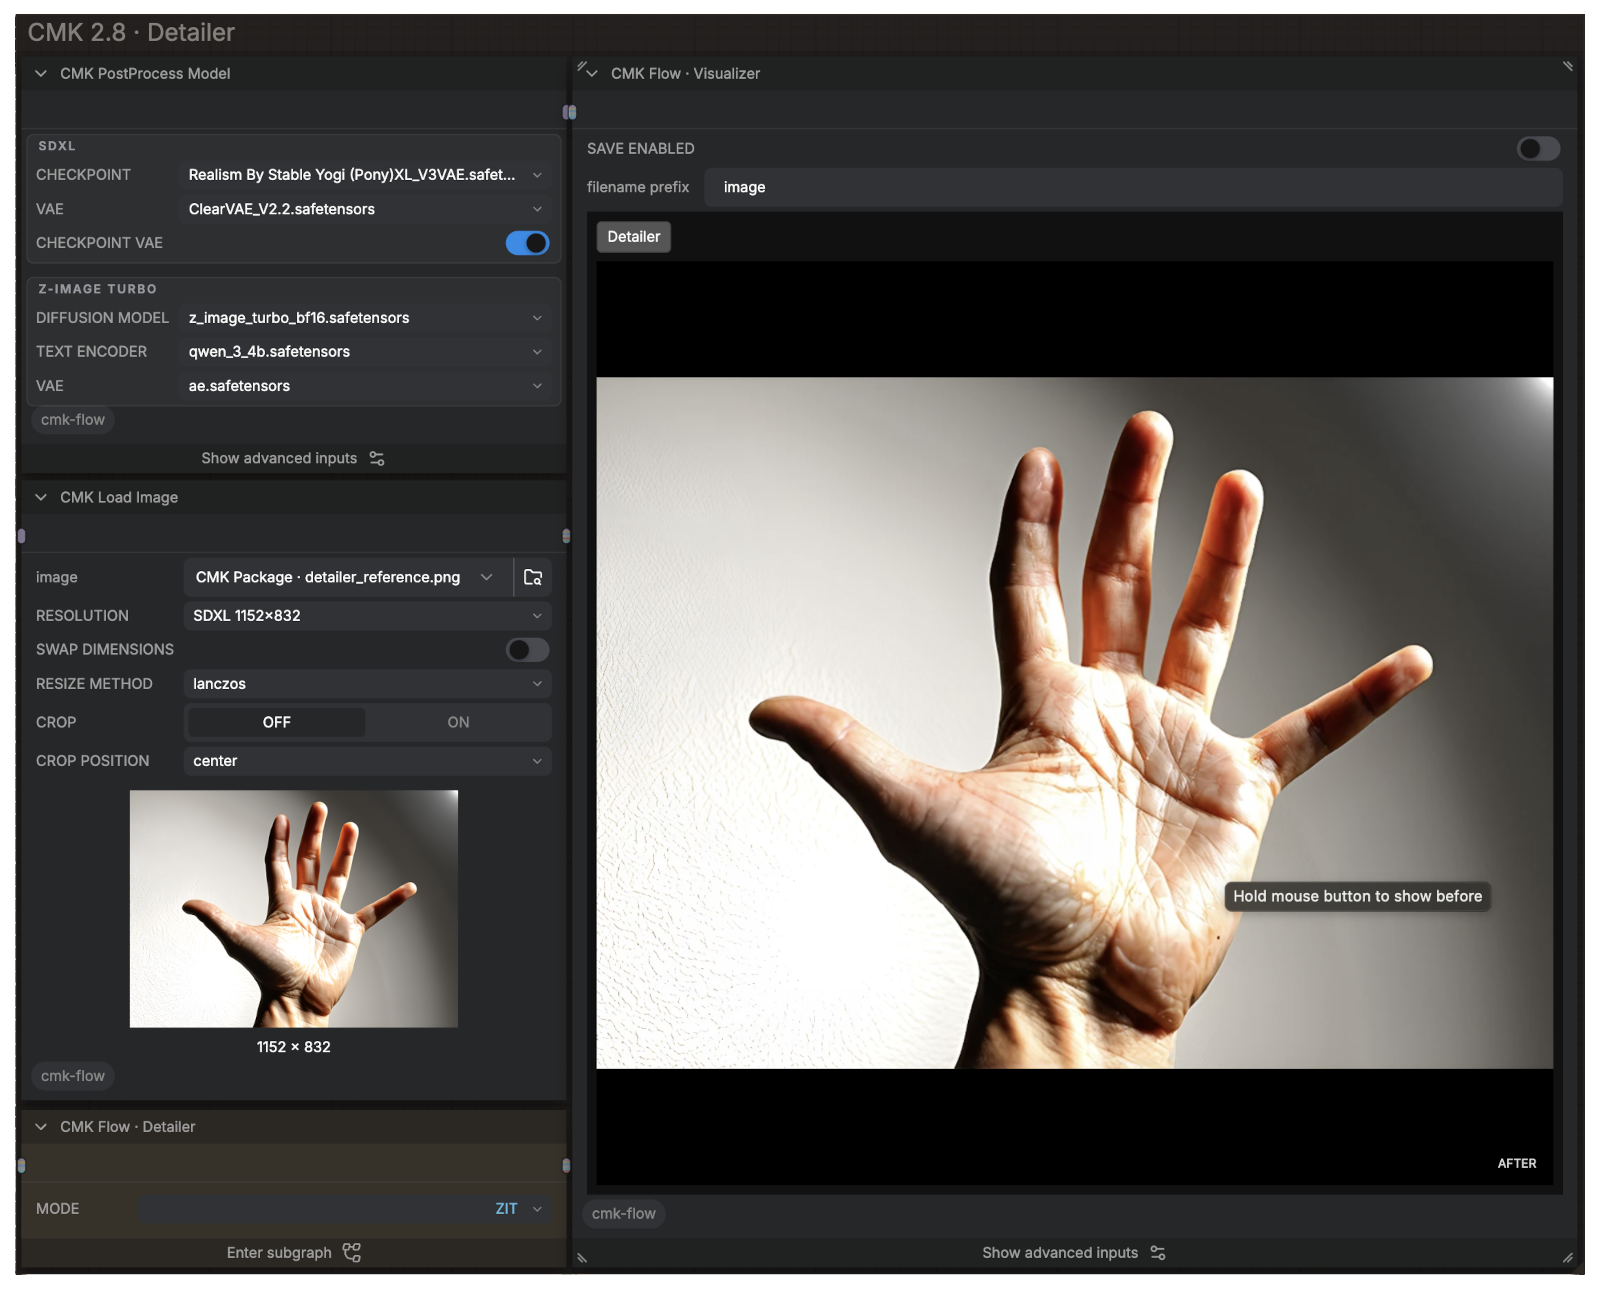 CMK 2.8 · Detailer
CMK PostProcess Model
SDXL
CHECKPOINT Realism By Stable Yogi (Pony)XL_V3VAE.safet...
VAE ClearVAE_V2.2.safetensors
CHECKPOINT VAE
Z-IMAGE TURBO
DIFFUSION MODEL z_image_turbo_bf16.safetensors
TEXT ENCODER qwen_3_4b.safetensors
VAE ae.safetensors
cmk-flow
Show advanced inputs
CMK Load Image
image CMK Package · detailer_reference.png
RESOLUTION SDXL 1152×832
SWAP DIMENSIONS
RESIZE METHOD lanczos
CROP OFF ON
CROP POSITION center
1152 × 832
cmk-flow
CMK Flow · Detailer
MODE ZIT
Enter subgraph
CMK Flow · Visualizer
SAVE ENABLED
filename prefix image
Detailer
Hold mouse button to show before
AFTER
cmk-flow
Show advanced inputs